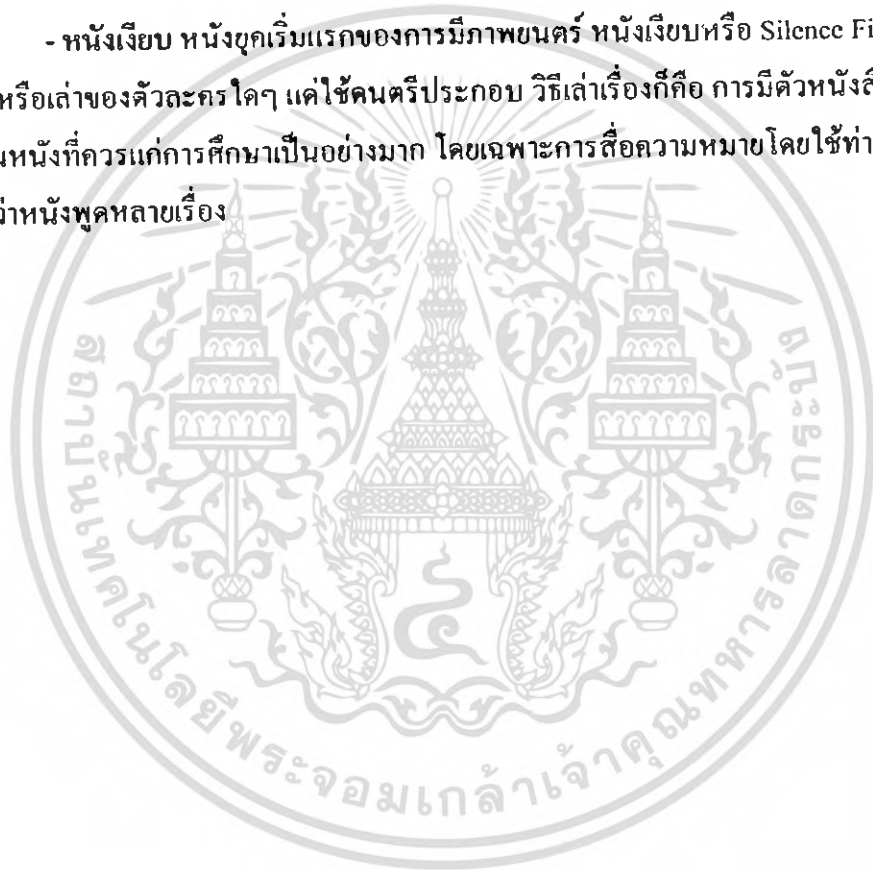 - หนังเงียบ หนังยุคเริ่มแรกของการมีภาพยนตร์ หนังเงียบหรือ Silence Fi
หรือเล่าของตัวละครใดๆ แต่ใช้ดนตรีประกอบ วิธีเล่าเรื่องก็คือ การมีตัวหนังสื
นหนังที่ควรแก่การศึกษาเป็นอย่างมาก โดยเฉพาะการสื่อความหมายโดยใช้ท่า
ว่าหนังพูดหลายเรื่อง
สถาบันเทคโนโลยีพระจอมเกล้าเจ้าคุณทหารลาดกระบัง
๔